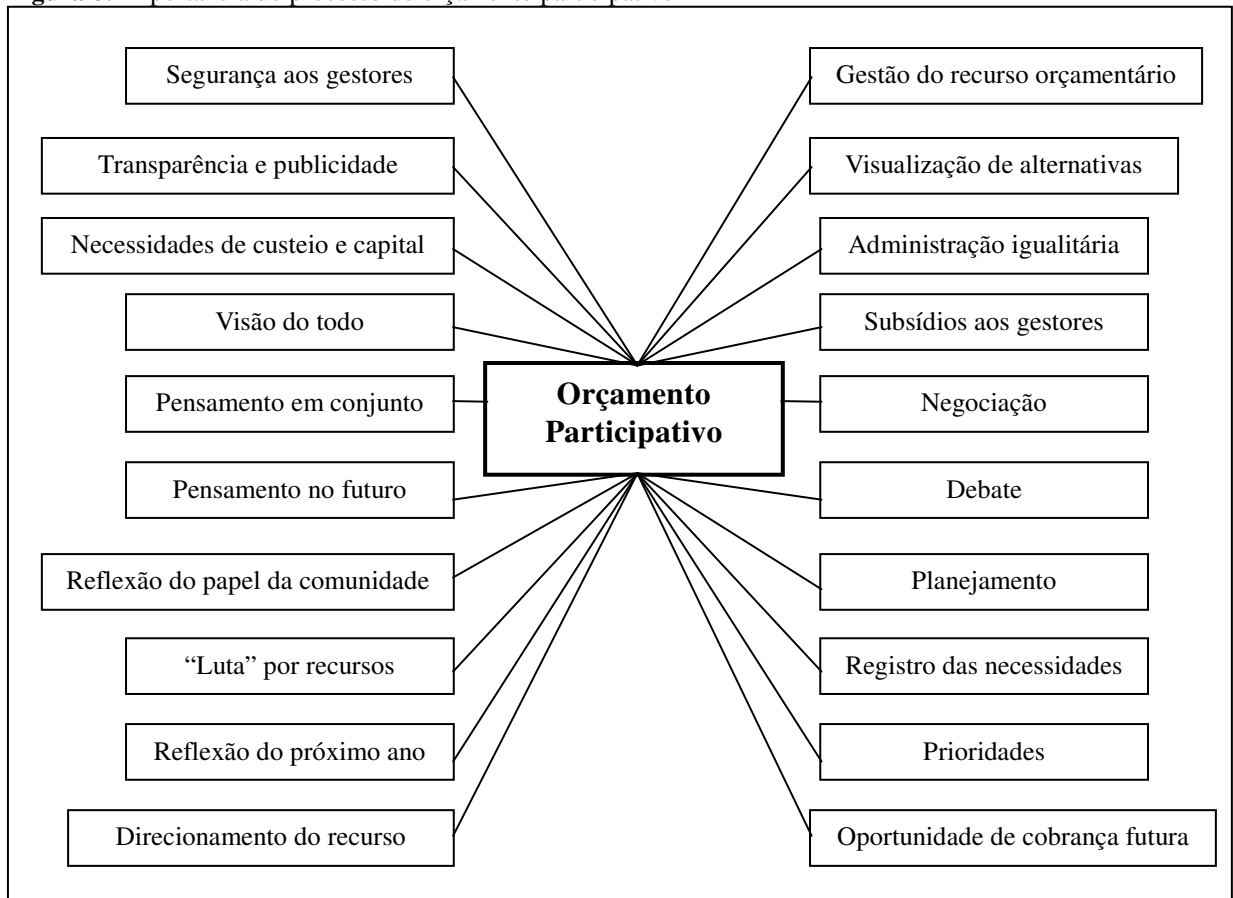 Segurança aos gestores
Transparência e publicidade
Necessidades de custeio e capital
Visão do todo
Pensamento em conjunto
Pensamento no futuro
Reflexão do papel da comunidade
“Luta” por recursos
Reflexão do próximo ano
Direcionamento do recurso
Orçamento
Participativo
Gestão do recurso orçamentário
Visualização de alternativas
Administração igualitária
Subsídios aos gestores
Negociação
Debate
Planejamento
Registro das necessidades
Prioridades
Oportunidade de cobrança futura